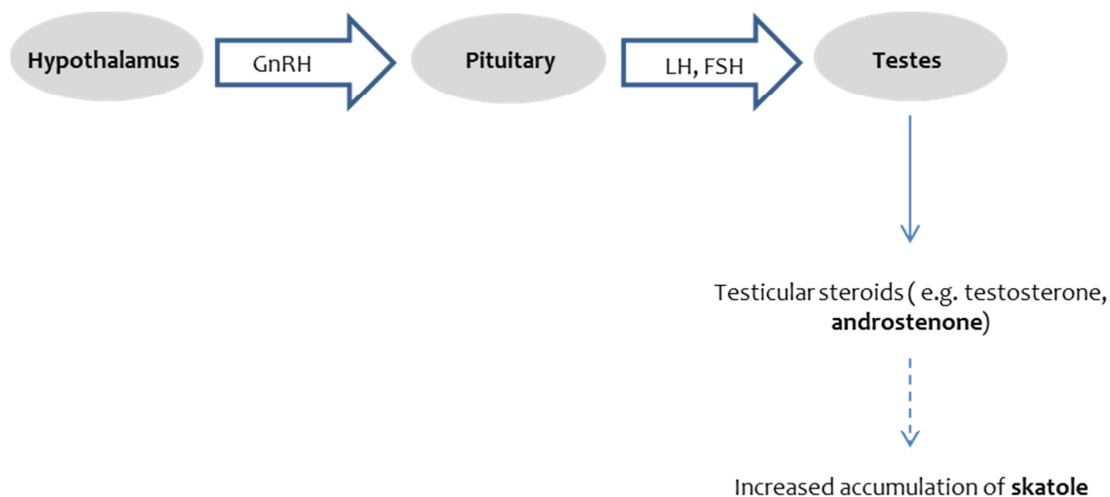 Hypothalamus
GnRH
Pituitary
LH, FSH
Testes
Testicular steroids ( e.g. testosterone,
androstenone)
Increased accumulation of skatole